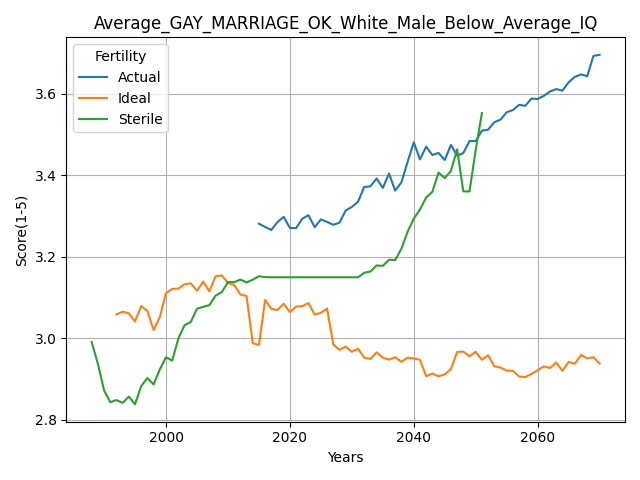 Average_GAY_MARRIAGE_OK_White_Male_Below_Average_IQ
Fertility
Actual
Ideal
Sterile
Score(1-5)
3.6
3.4
3.2
3.0
2.8
2000
2020
2040
2060
Years